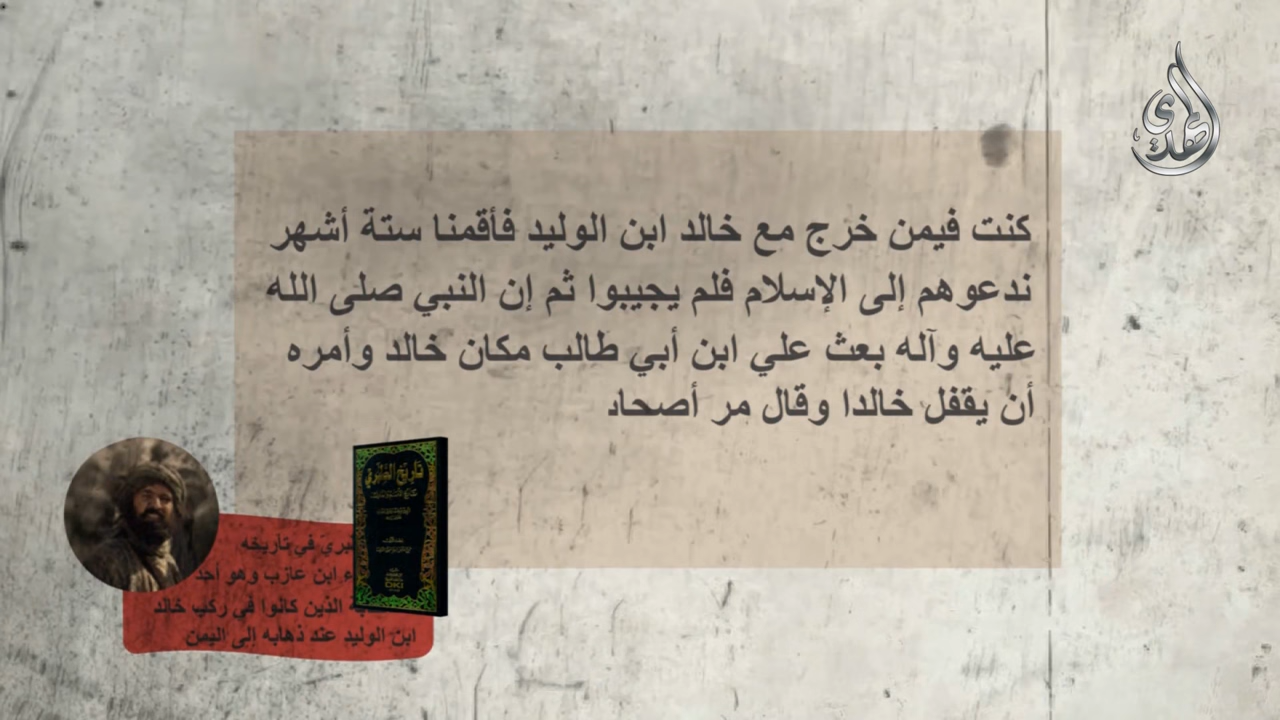 كنت فيمن خرج مع خالد ابن الوليد فأقمنا ستة أشهر
ندعوهم إلى الإسلام فلم يجيبوا ثم إن النبي صلى الله
عليه وآله بعث علي ابن أبي طالب مكان خالد وأمره
أن يقفل خالدا وقال مر أصحاد
تاريخ الطبري
في تاريخه
ابن عازب وهو أحد
الذين كانوا في ركب خالد
ابن الوليد عند ذهابه إلى اليمن